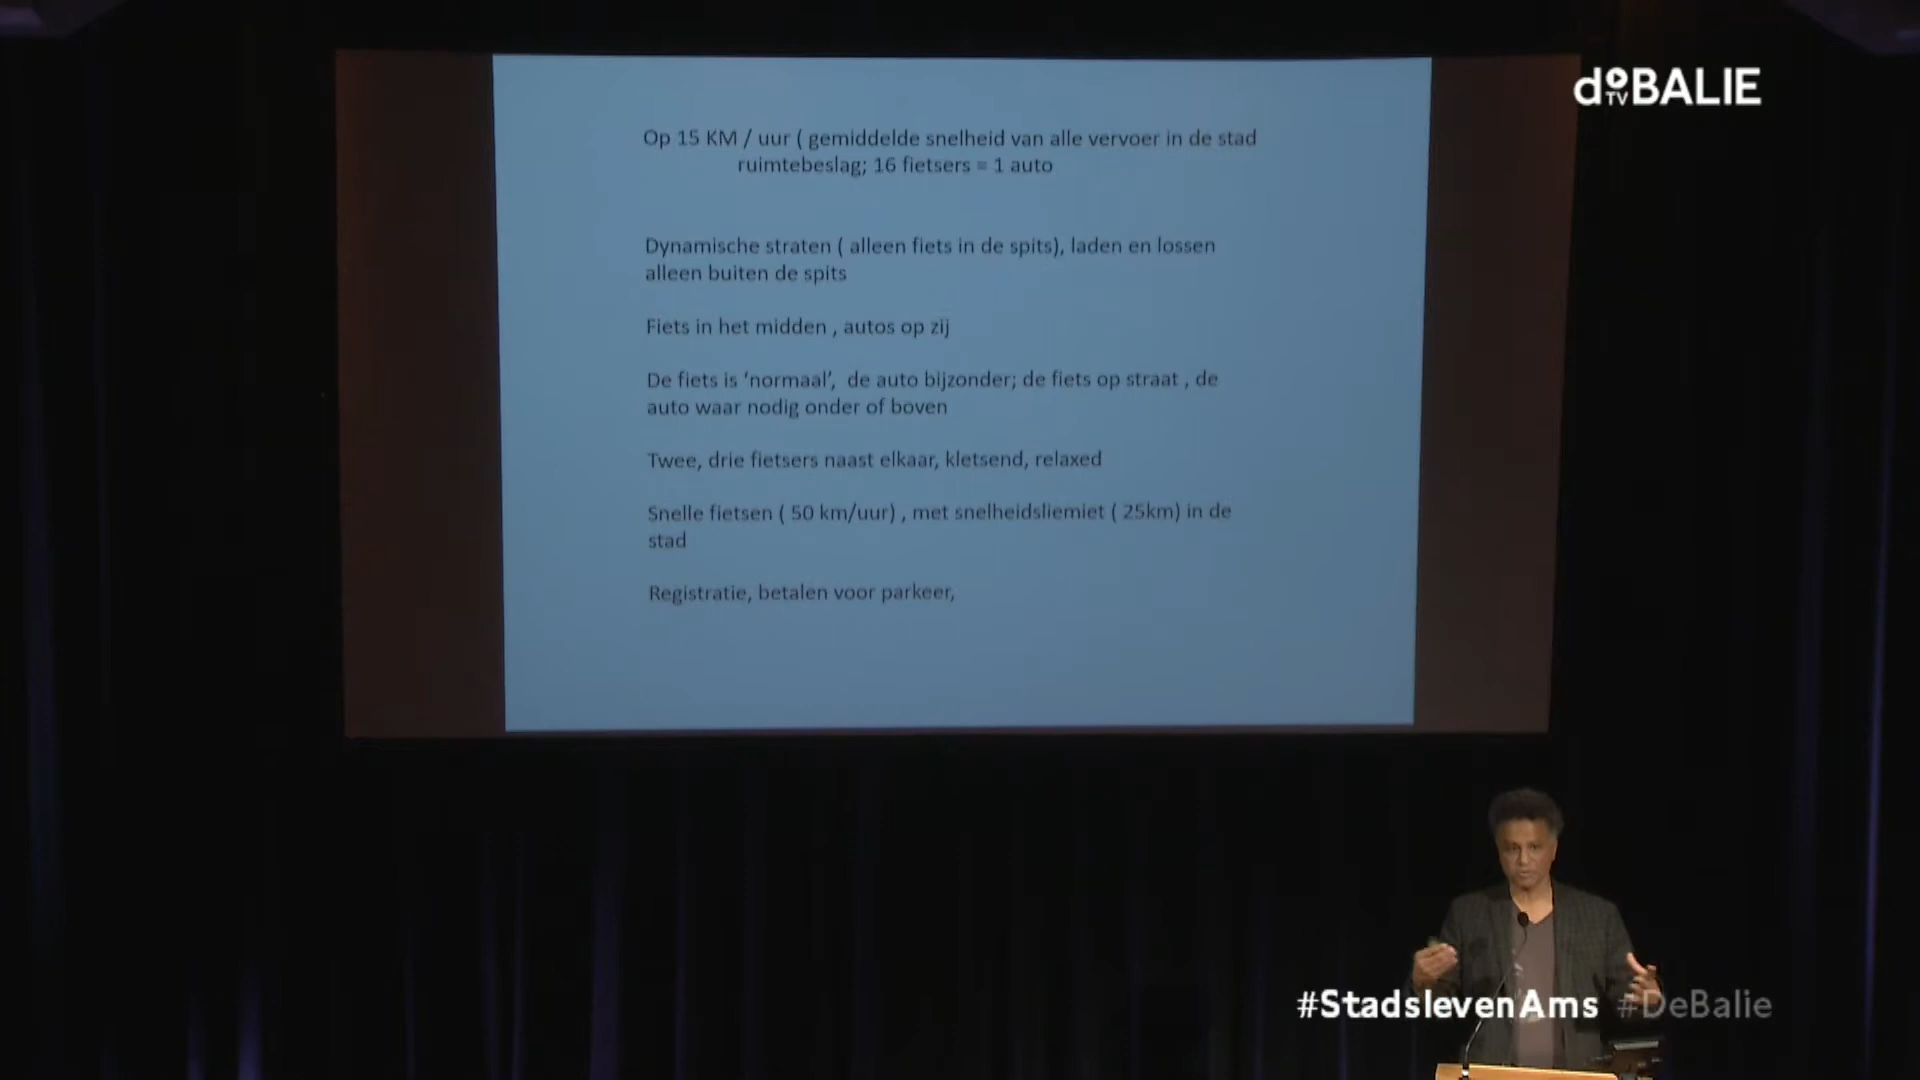 doTVBALIE
Op 15 KM / uur ( gemiddelde snelheid van alle vervoer in de stad
ruimtebeslag; 16 fietsers = 1 auto
Dynamische straten ( alleen fiets in de spits), laden en lossen
alleen buiten de spits
Fiets in het midden , autos op zij
De fiets is ‘normaal’, de auto bijzonder; de fiets op straat , de
auto waar nodig onder of boven
Twee, drie fietsers naast elkaar, kletsend, relaxed
Snelle fietsen ( 50 km/uur) , met snelheidsliemiet ( 25km) in de
stad
Registratie, betalen voor parkeer,
#StadslevenAms #DeBalie